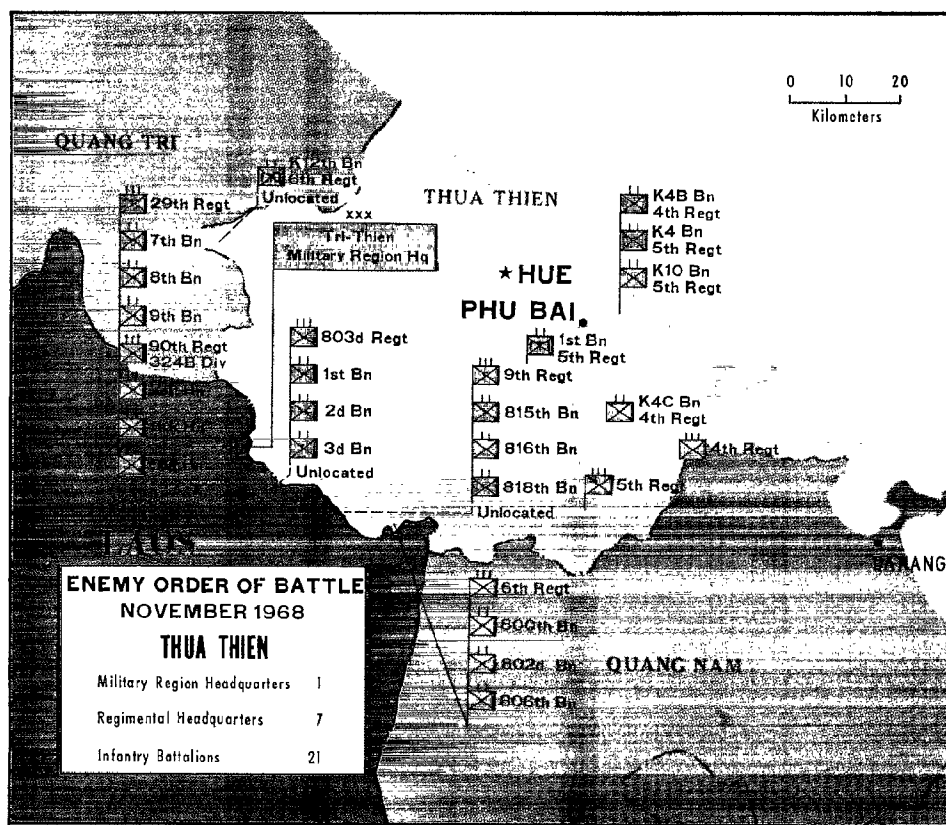 0 10 20
Kilometers
QUANG TRI
K12th Bn
6th Regt
Unlocated
THUA THIEN
29th Regt
7th Bn
8th Bn
9th Bn
90th Regt
324B Div
xxx
Tri-Thien
Military Region Hq
K4B Bn
4th Regt
K4 Bn
5th Regt
K10 Bn
5th Regt
HUE
PHU BAI
803d Regt
1st Bn
2d Bn
3d Bn
Unlocated
1st Bn
5th Regt
9th Regt
815th Bn
816th Bn
818th Bn
Unlocated
K4C Bn
4th Regt
4th Regt
5th Regt
LAOS
DANANG
6th Regt
800th Bn
802d Bn
806th Bn
QUANG NAM
ENEMY ORDER OF BATTLE
NOVEMBER 1968
THUA THIEN
Military Region Headquarters 1
Regimental Headquarters 7
Infantry Battalions 21